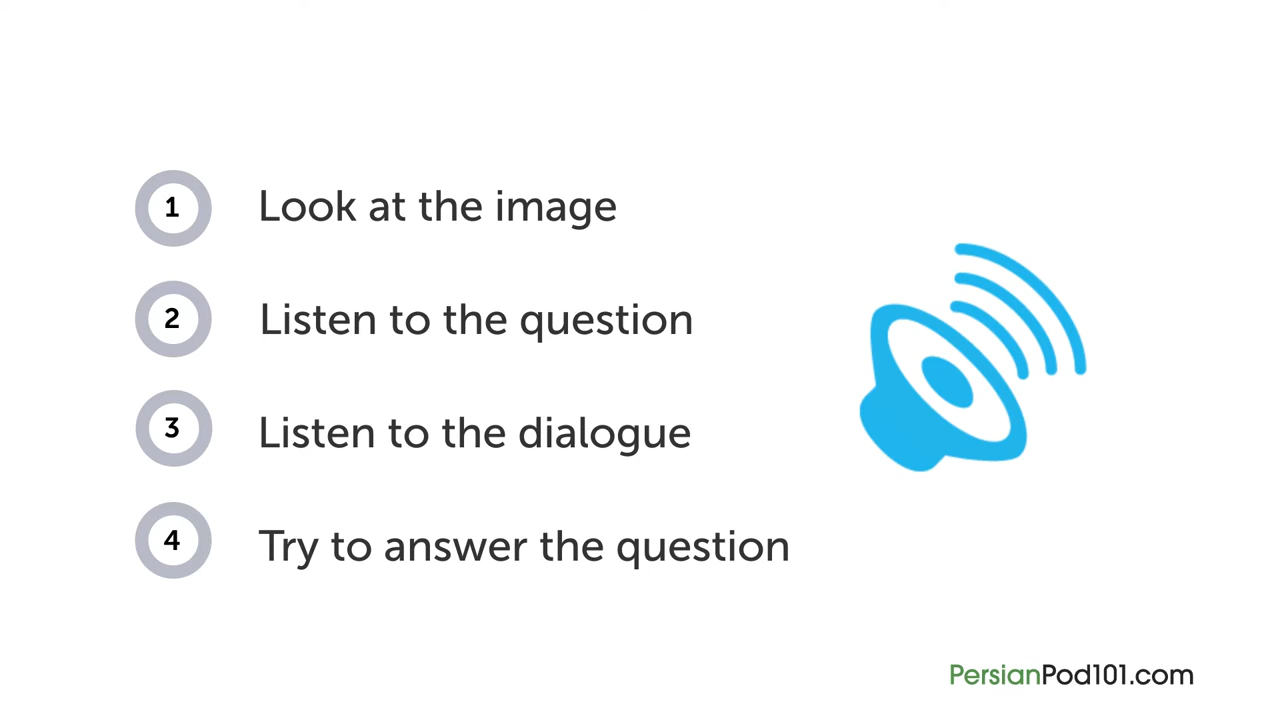 1 Look at the image
2 Listen to the question
3 Listen to the dialogue
4 Try to answer the question
PersianPod101.com